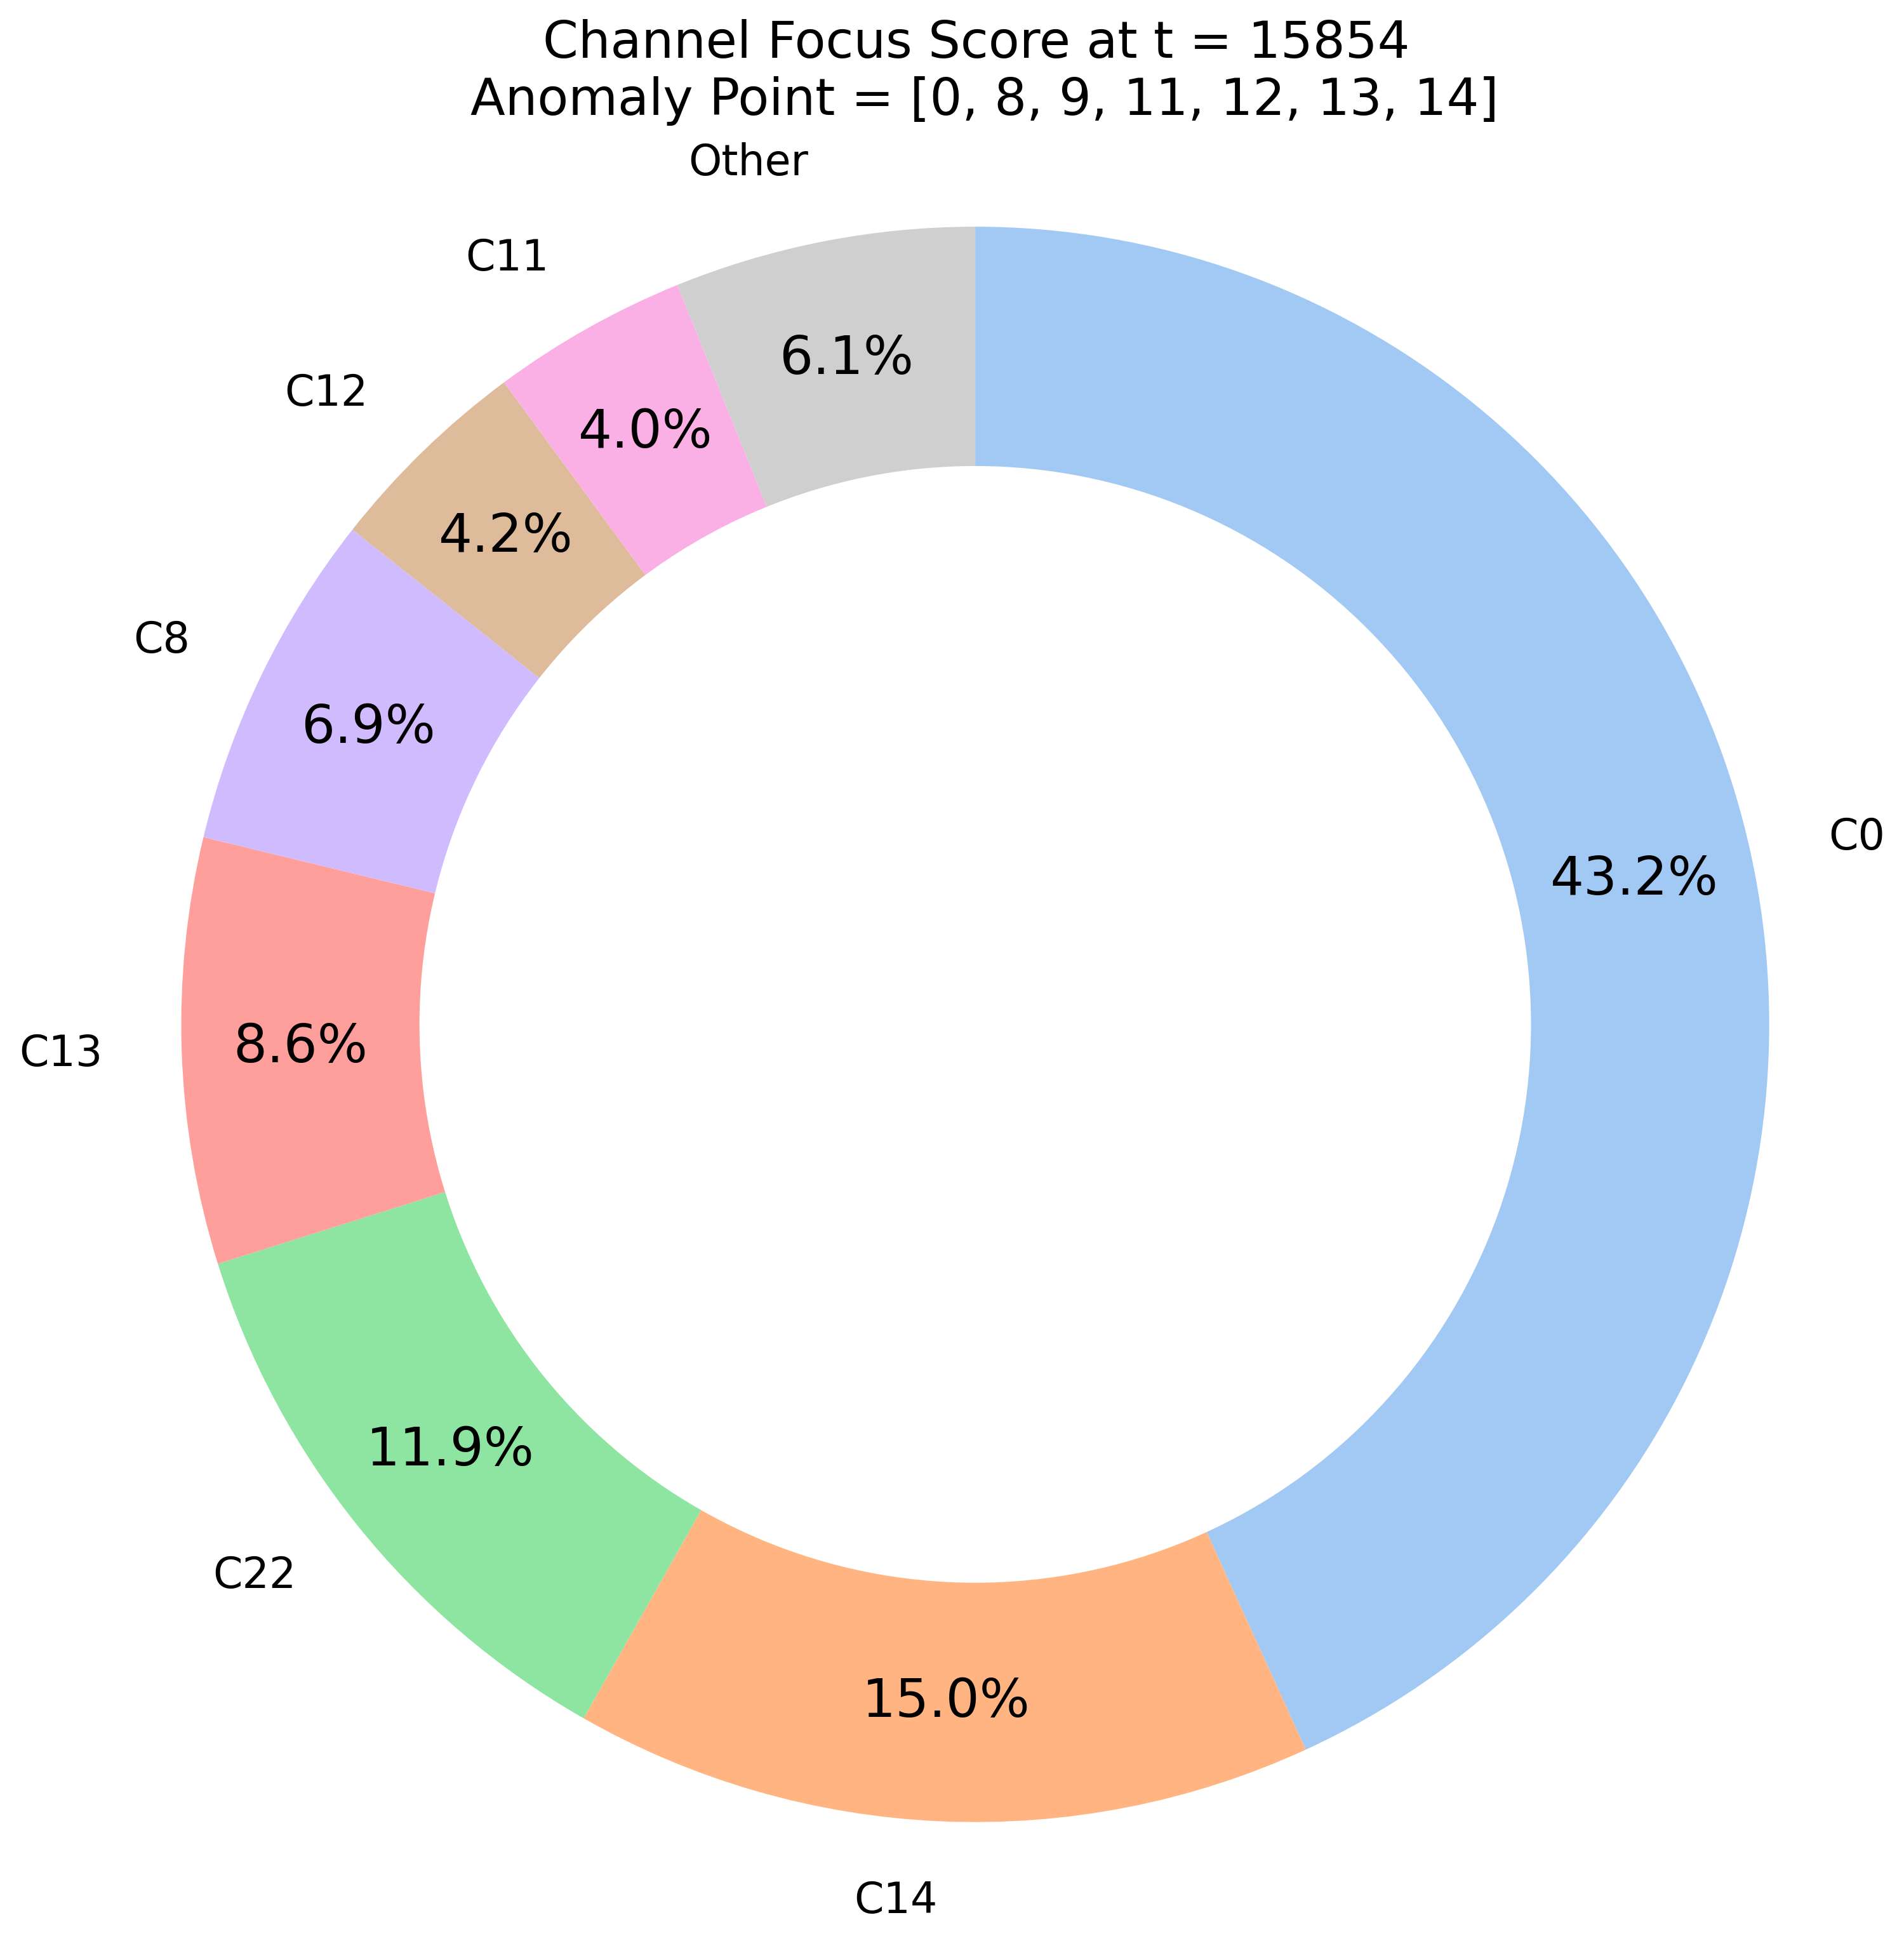 Channel Focus Score at t = 15854
Anomaly Point = [0, 8, 9, 11, 12, 13, 14]
Other
C11
6.1%
C12
4.0%
4.2%
C8
6.9%
C0
43.2%
C13
8.6%
11.9%
C22
15.0%
C14